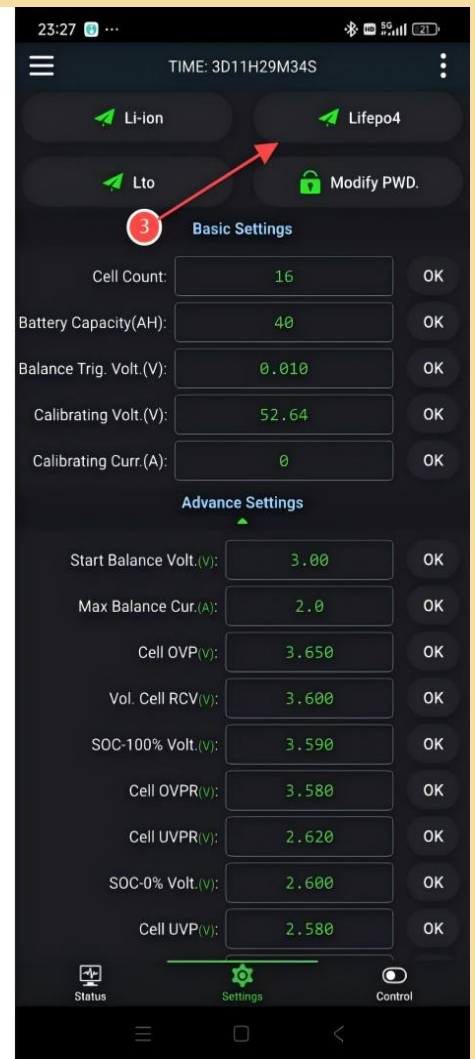 23:27 ··· 5G 21
TIME: 3D11H29M34S
Li-ion Lifepo4
Lto Modify PWD.
3
Basic Settings
Cell Count: 16 OK
Battery Capacity(AH): 40 OK
Balance Trig. Volt.(V): 0.010 OK
Calibrating Volt.(V): 52.64 OK
Calibrating Curr.(A): 0 OK
Advance Settings
Start Balance Volt.(V): 3.00 OK
Max Balance Cur.(A): 2.0 OK
Cell OVP(V): 3.650 OK
Vol. Cell RCV(V): 3.600 OK
SOC-100% Volt.(V): 3.590 OK
Cell OVPR(V): 3.580 OK
Cell UVPR(V): 2.620 OK
SOC-0% Volt.(V): 2.600 OK
Cell UVP(V): 2.580 OK
Status Settings Control